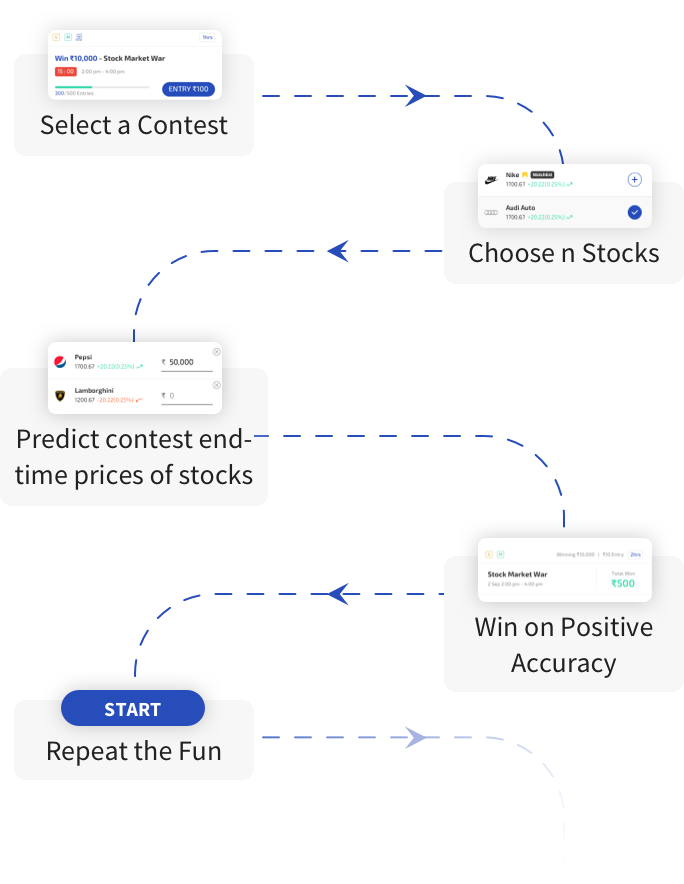 1hrs
Win ₹10,000 - Stock Market War
15 : 00 2:00 pm - 4:00 pm
300/500 Entries
ENTRY ₹100
Select a Contest
Nike Watchlist
1700.67 +20.22(0.25%)
Audi Auto
1700.67 +20.22(0.25%)
Choose n Stocks
Pepsi
1700.67 +20.22(0.25%)
₹ 50,000
Lamborghini
1200.67 -20.22(0.25%)
₹ 0
Predict contest end-
time prices of stocks
Winning ₹10,000 | ₹10 Entry 2hrs
Stock Market War
2 Sep 2:00 pm - 4:00 pm
Total Won
₹500
Win on Positive
Accuracy
START
Repeat the Fun